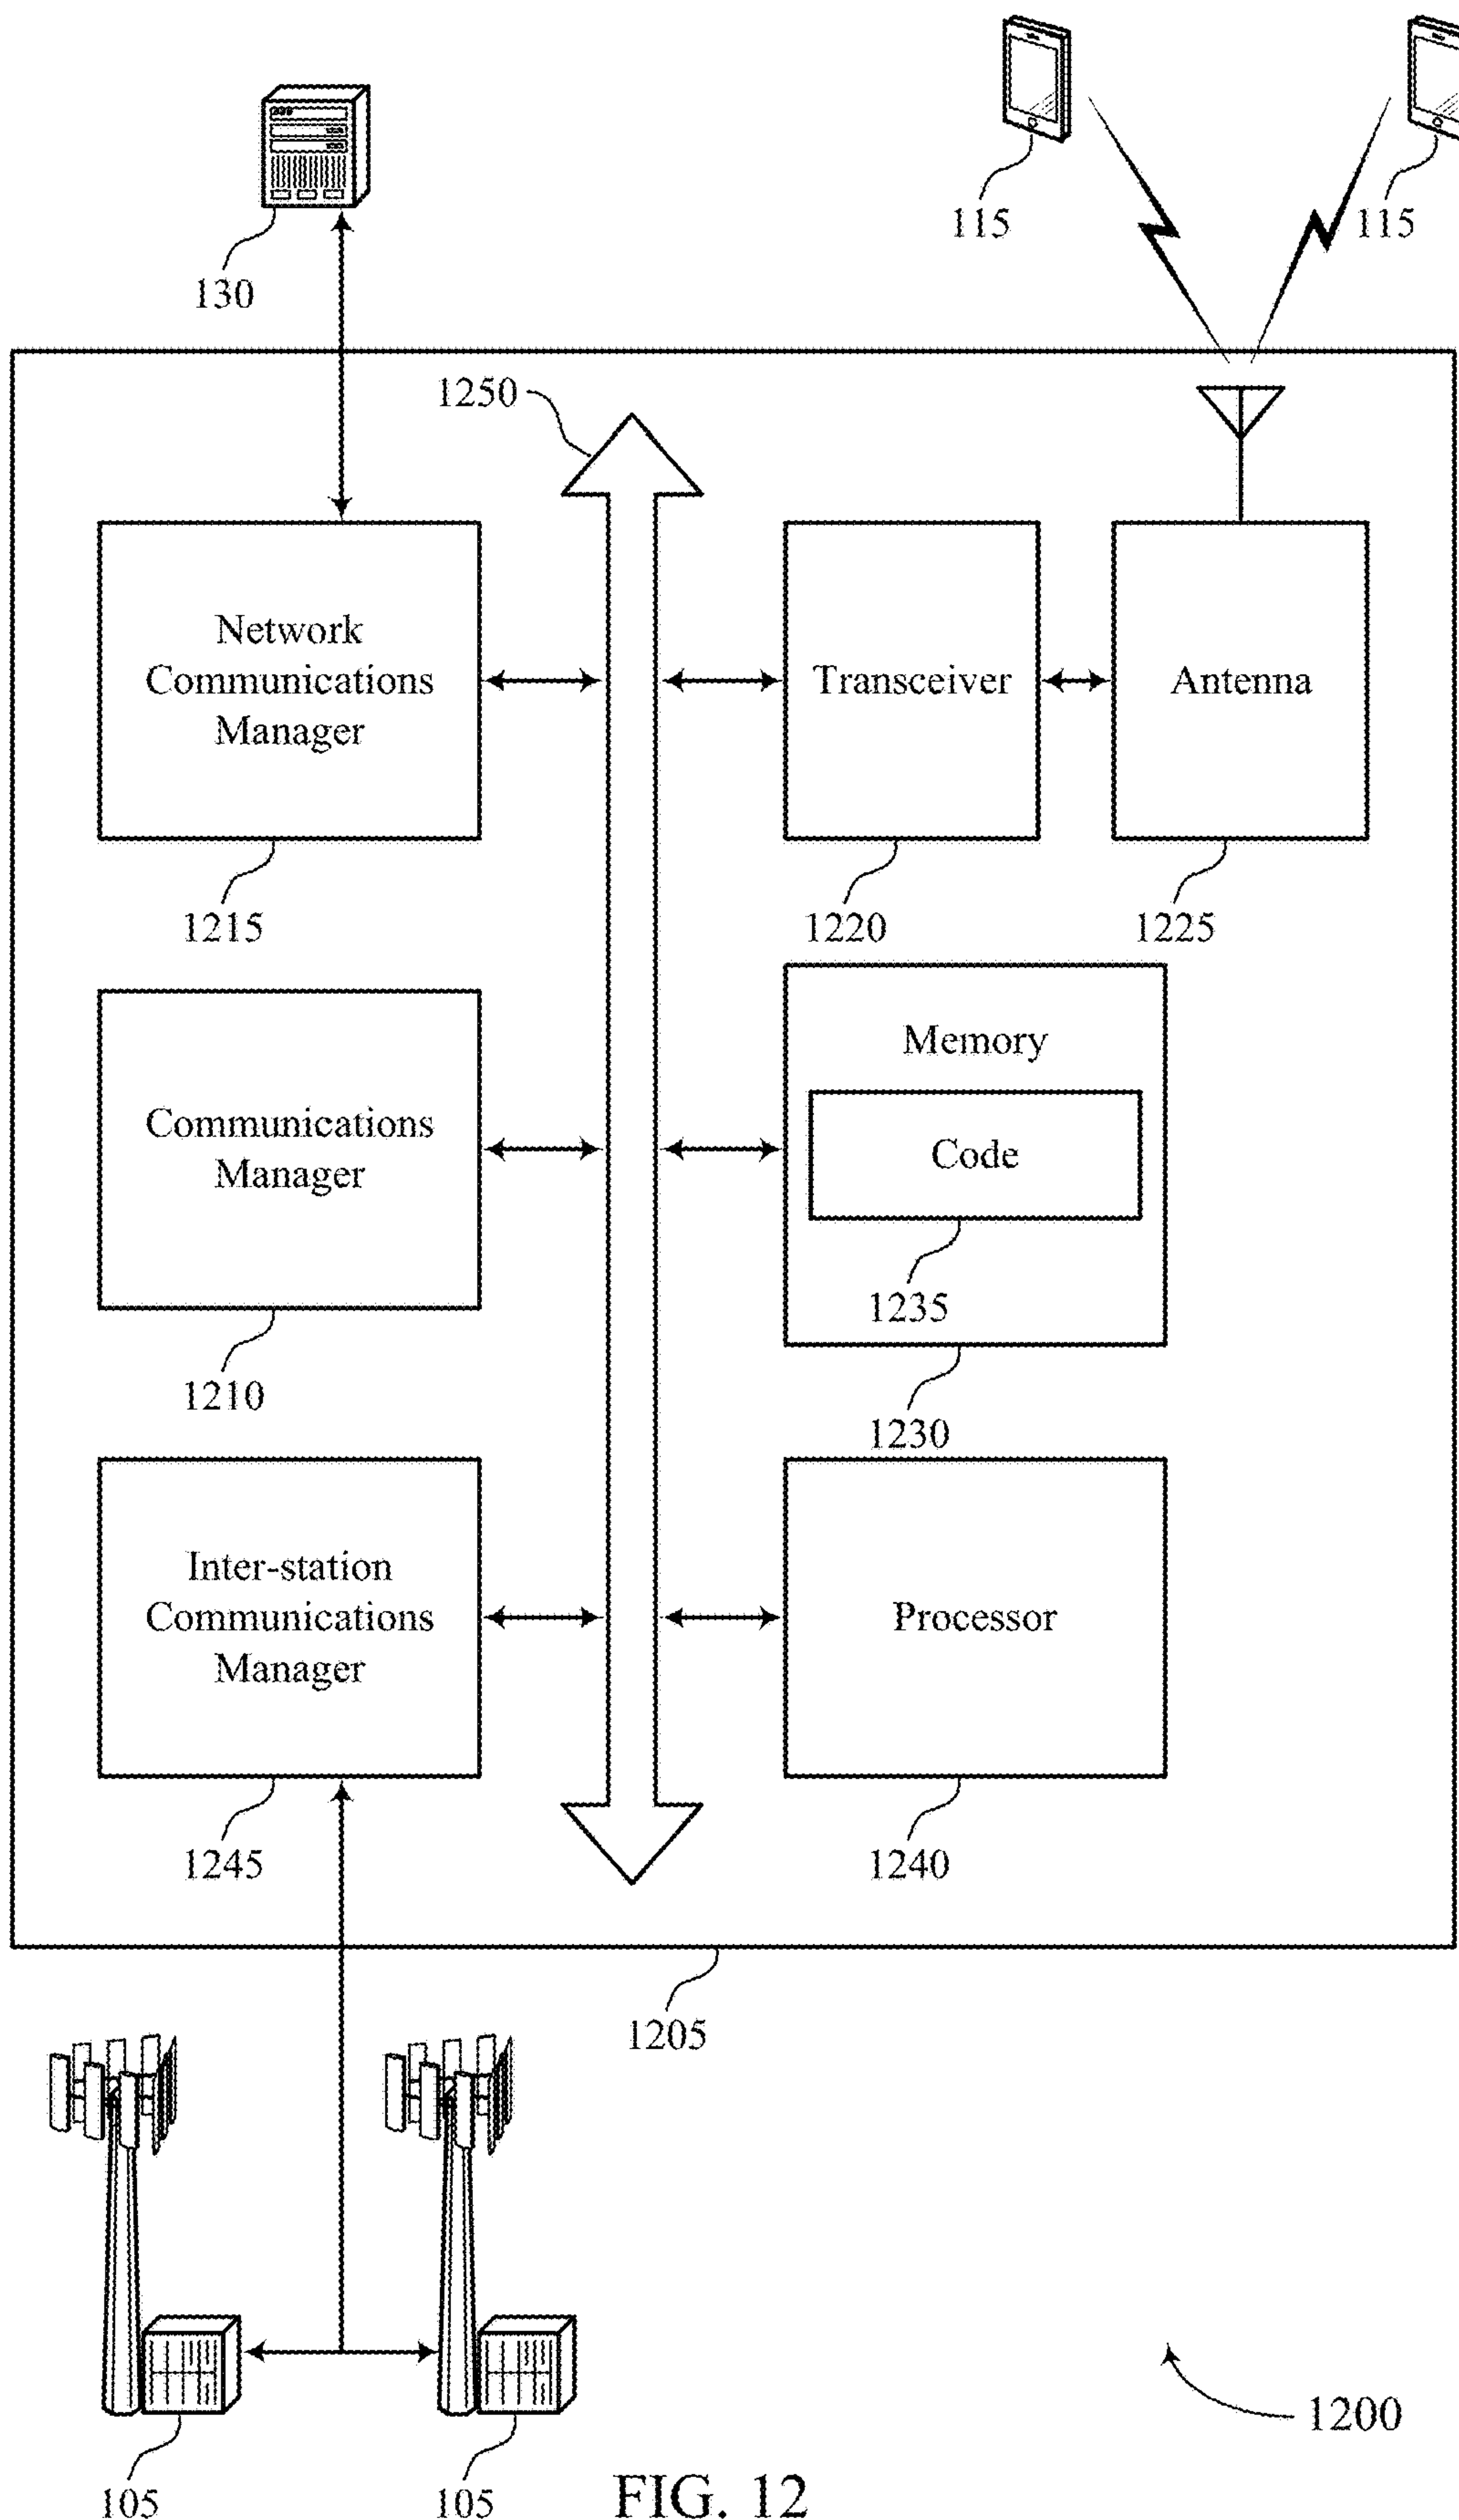 115
115
130
1250
Network
Communications
Manager
Transceiver
Antenna
1215
1220
1225
Memory
Communications
Manager
Code
1235
1210
1230
Inter-station
Communications
Manager
Processor
1245
1240
1205
1200
105
105
FIG. 12